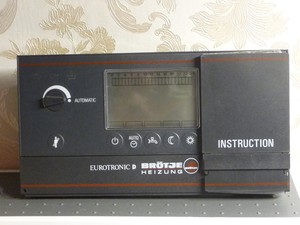 AUTOMATIC
AUTO
INSTRUCTION
EUROTRONIC D BRÖTJE
HEIZUNG